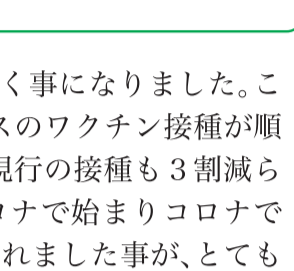 く事になりました。こ
スのワクチン接種が順
現行の接種も3割減ら
ロナで始まりコロナで
れました事が、とても